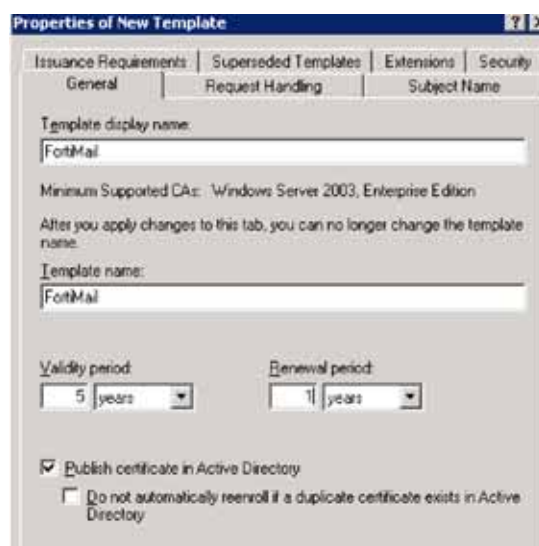 Properties of New Template
Issuance Requirements Superseded Templates Extensions Security
General Request Handling Subject Name
Template display name:
FortiMail
Minimum Supported CAs: Windows Server 2003, Enterprise Edition
After you apply changes to this tab, you can no longer change the template
name.
Template name:
FortiMail
Validity period: Renewal period:
5 years 1 years
Publish certificate in Active Directory
Do not automatically reenroll if a duplicate certificate exists in Active
Directory